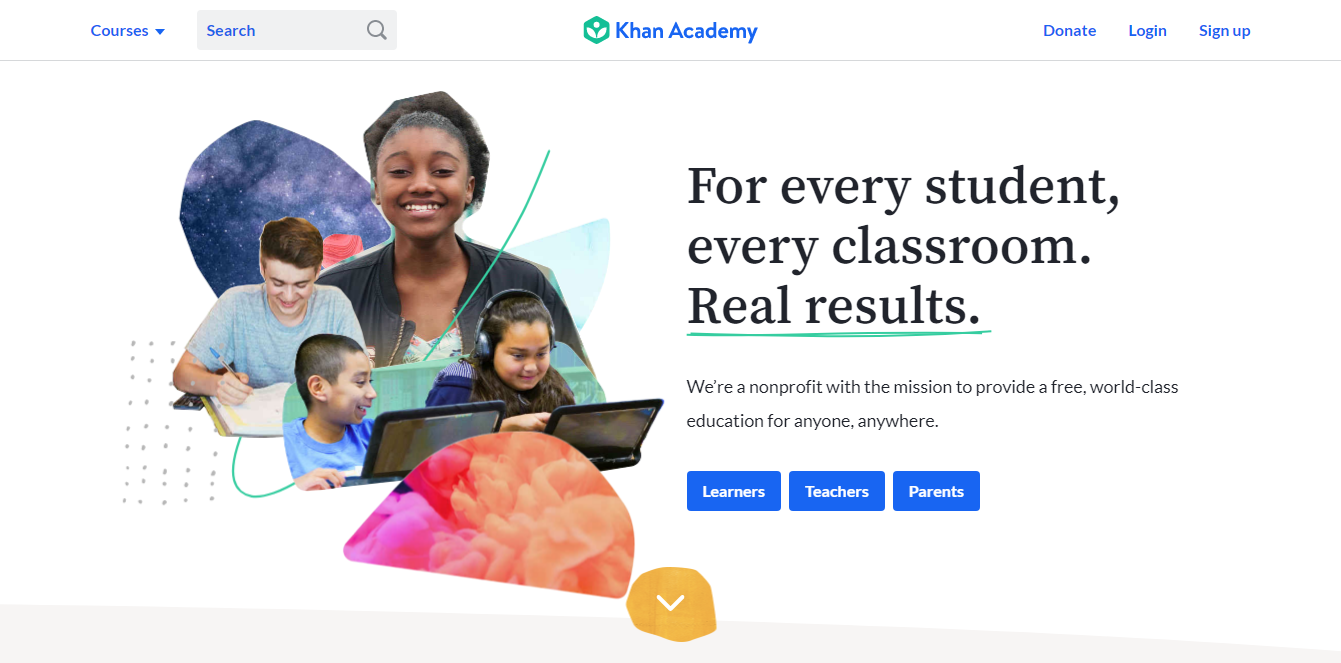 Courses
Search
Khan Academy
Donate
Login
Sign up
For every student,
every classroom.
Real results.
We’re a nonprofit with the mission to provide a free, world-class
education for anyone, anywhere.
Learners
Teachers
Parents